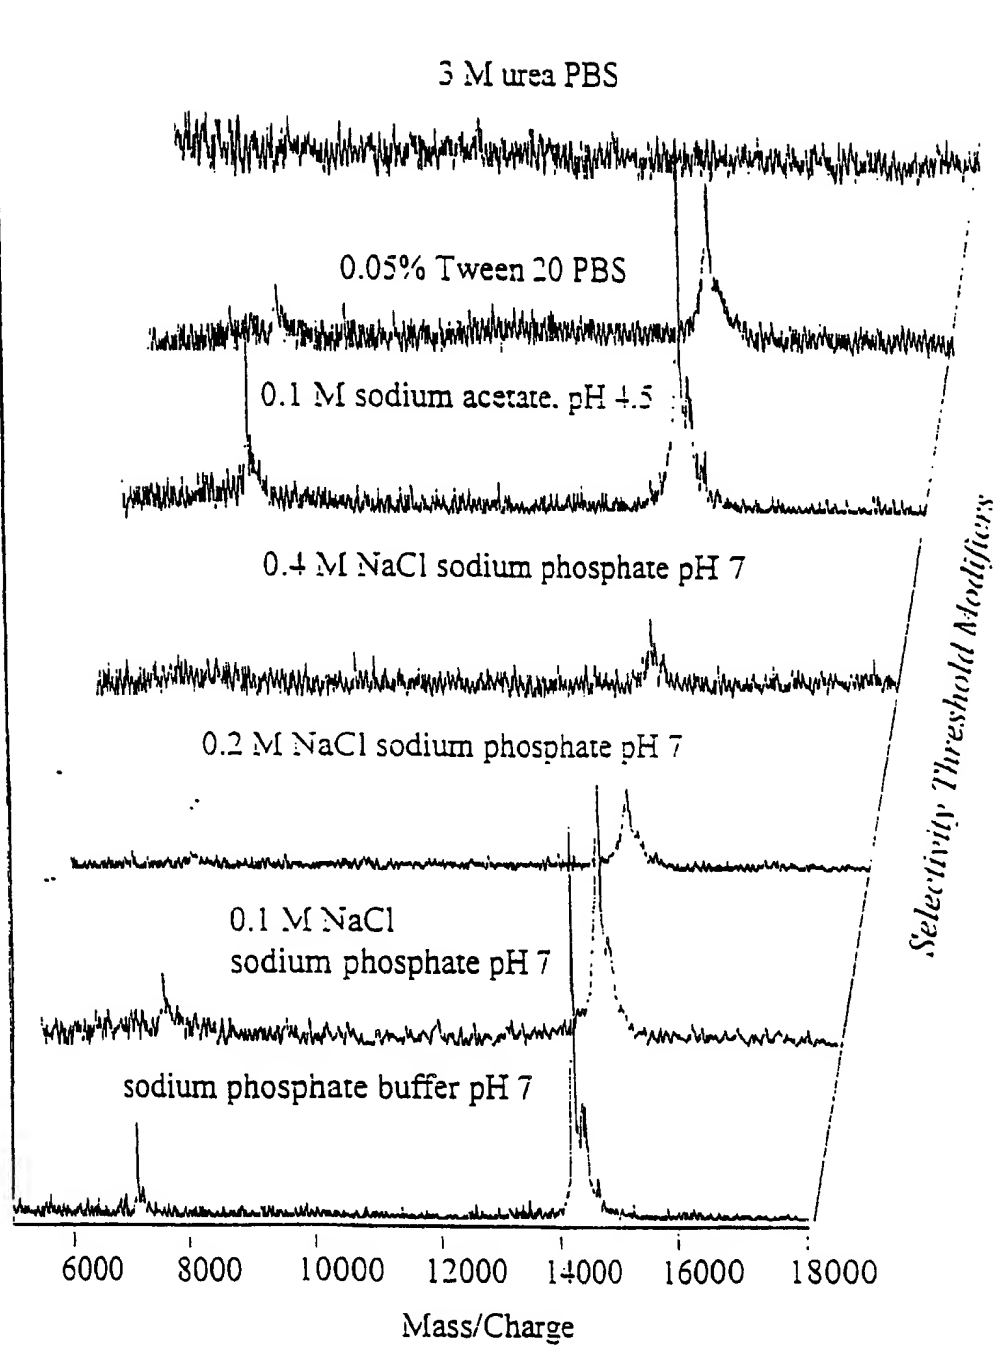 3 M urea PBS
0.05% Tween 20 PBS
0.1 M sodium acetate. pH 4.5
0.4 M NaCl sodium phosphate pH 7
0.2 M NaCl sodium phosphate pH 7
0.1 M NaCl
sodium phosphate pH 7
sodium phosphate buffer pH 7
Selectivity Threshold Modifiers
6000 8000 10000 12000 14000 16000 18000
Mass/Charge